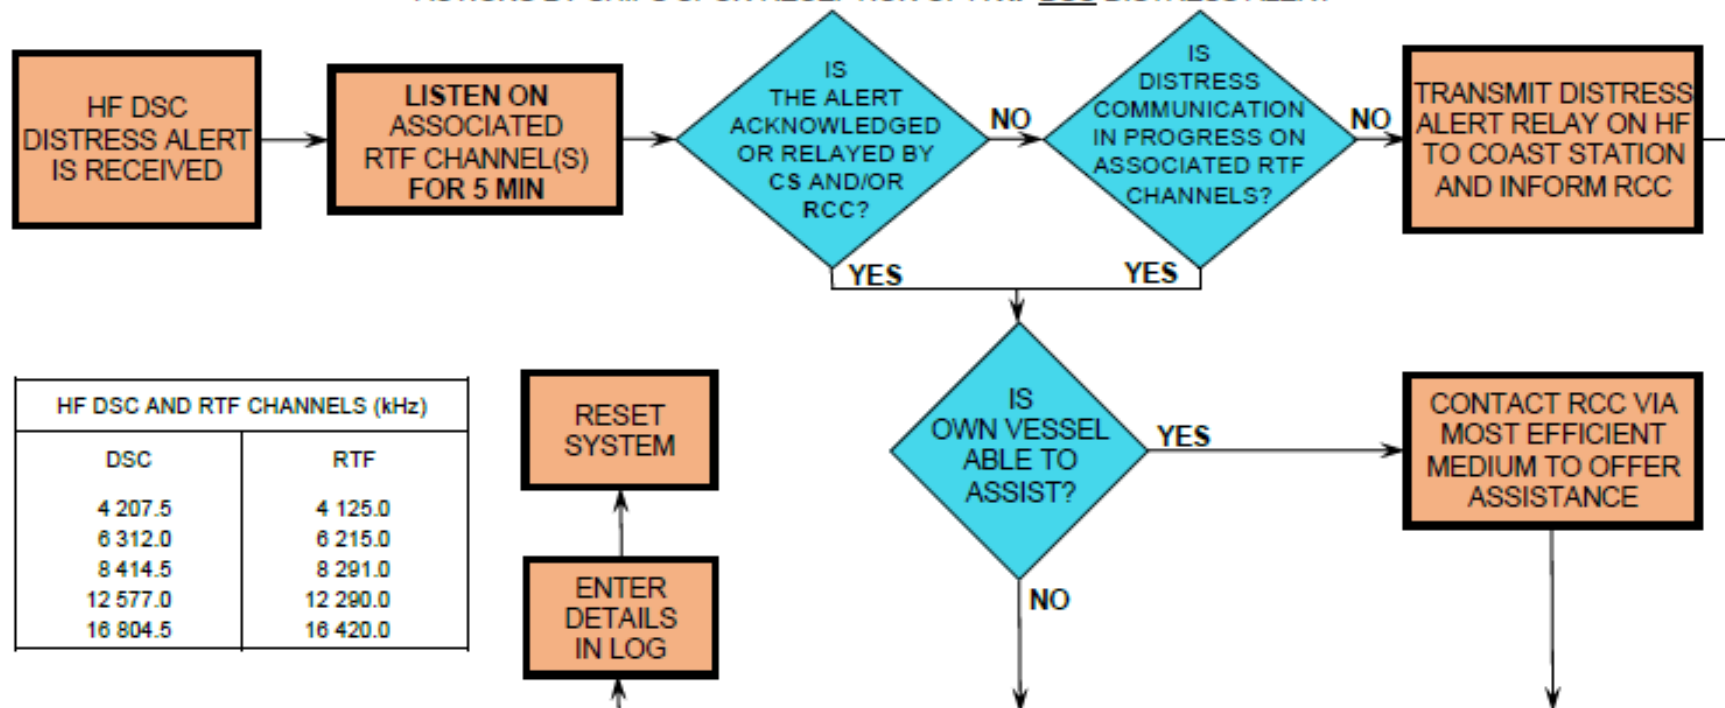 HF DSC
DISTRESS ALERT
IS RECEIVED
LISTEN ON
ASSOCIATED
RTF CHANNEL(S)
FOR 5 MIN
IS
THE ALERT
ACKNOWLEDGED
OR RELAYED BY
CS AND/OR
RCC?
NO
YES
IS
DISTRESS
COMMUNICATION
IN PROGRESS ON
ASSOCIATED RTF
CHANNELS?
NO
YES
TRANSMIT DISTRESS
ALERT RELAY ON HF
TO COAST STATION
AND INFORM RCC
HF DSC AND RTF CHANNELS (kHz)
DSC RTF
4 207.5 4 125.0
6 312.0 6 215.0
8 414.5 8 291.0
12 577.0 12 290.0
16 804.5 16 420.0
RESET
SYSTEM
ENTER
DETAILS
IN LOG
IS
OWN VESSEL
ABLE TO
ASSIST?
YES
NO
CONTACT RCC VIA
MOST EFFICIENT
MEDIUM TO OFFER
ASSISTANCE